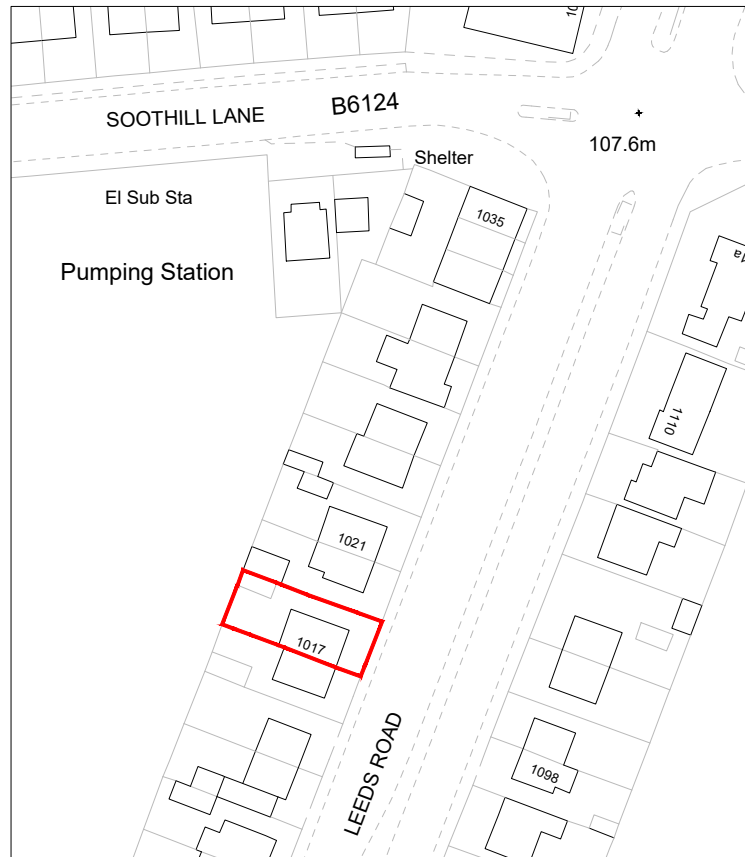 SOOTHILL LANE
B6124
107.6m
Shelter
El Sub Sta
1035
Pumping Station
1110
1021
1017
LEEDS ROAD
1098